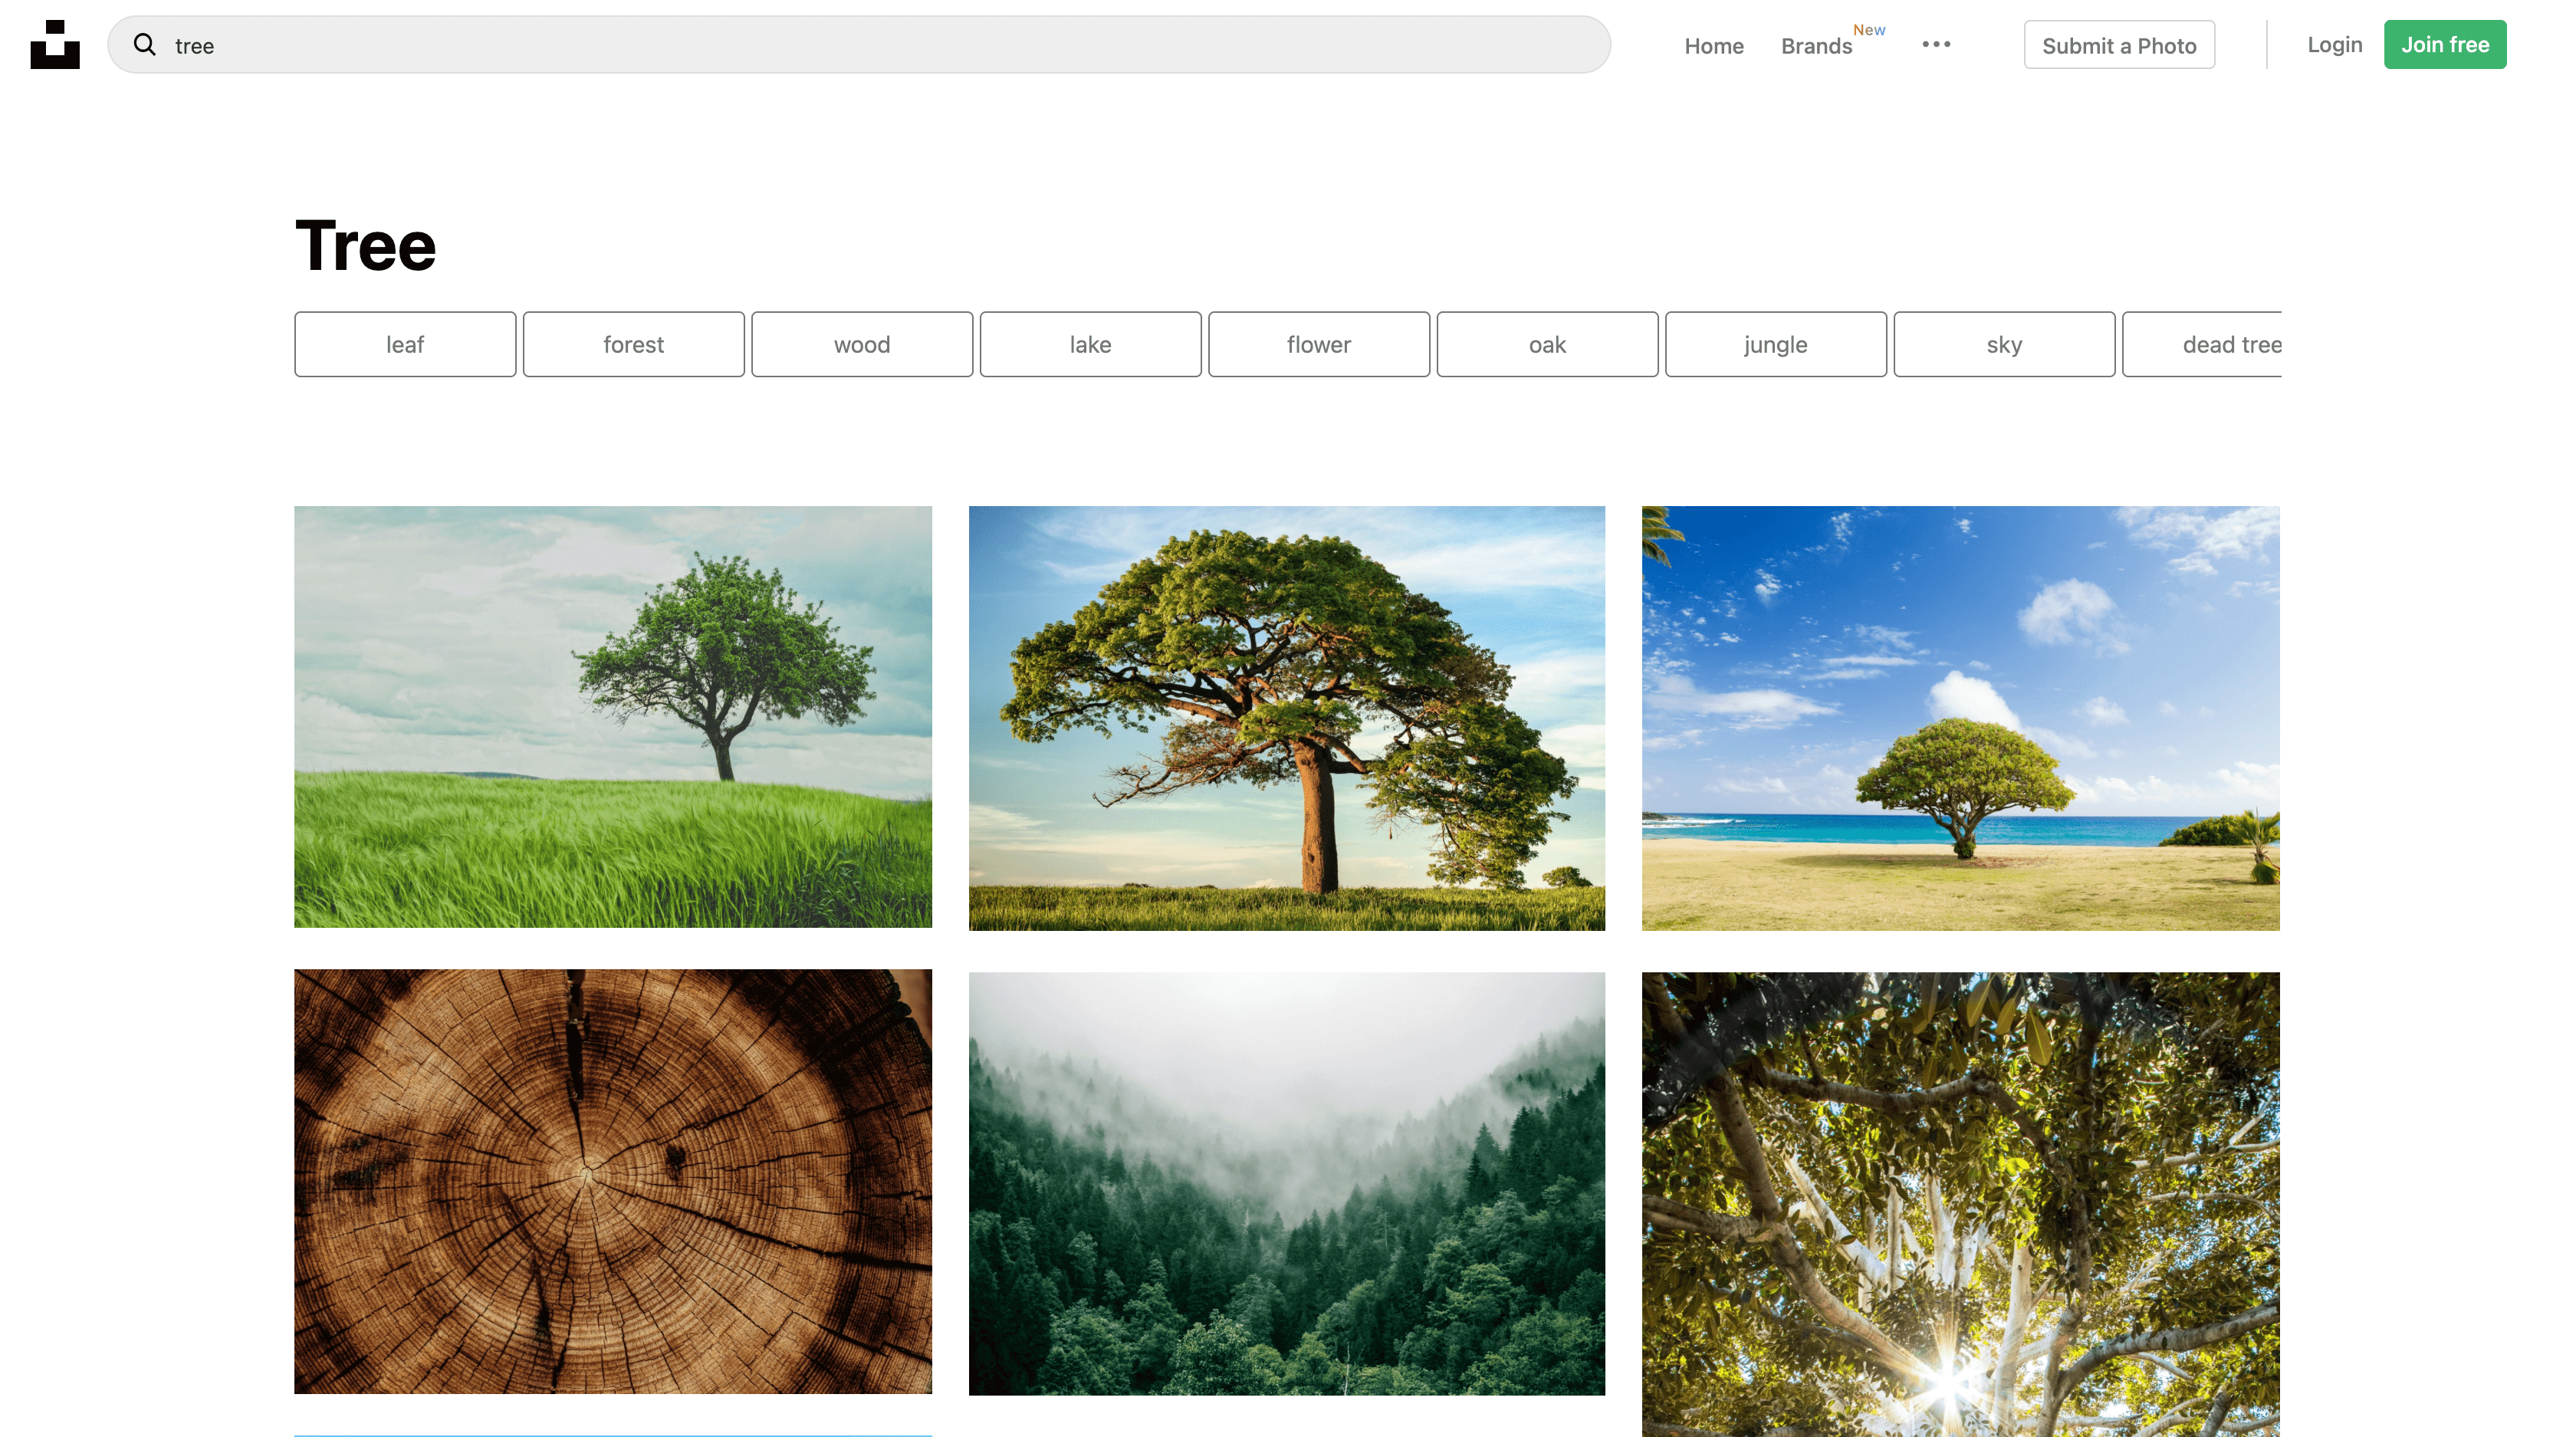 tree
Home
Brands New
Submit a Photo
Login
Join free
Tree
leaf
forest
wood
lake
flower
oak
jungle
sky
dead tree